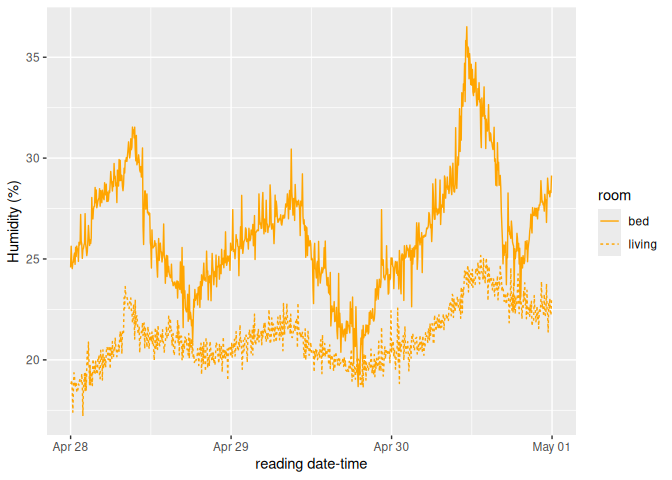 35
30
25
20
Humidity (%)
Apr 28
Apr 29
Apr 30
May 01
reading date-time
room
bed
living